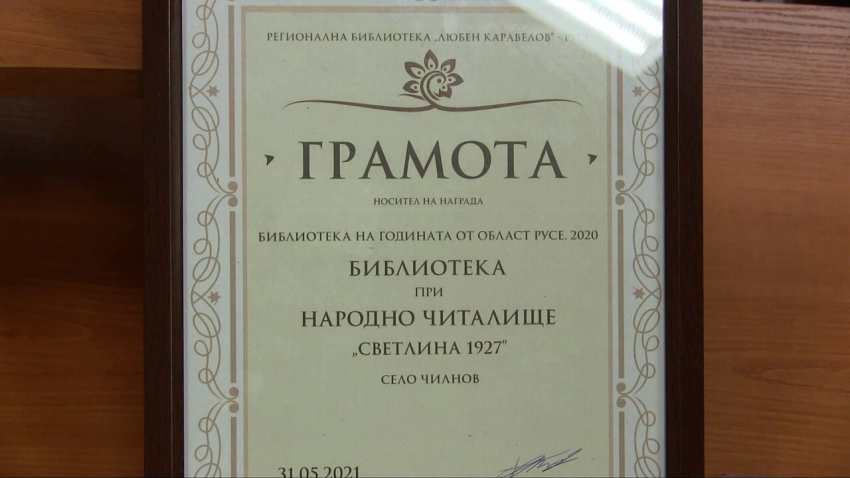 РЕГИОНАЛНА БИБЛИОТЕКА „ЛЮБЕН КАРАВЕЛОВ" - РУСЕ
ГРАМОТА
НОСИТЕЛ НА НАГРАДА
БИБЛИОТЕКА НА ГОДИНАТА ОТ ОБЛАСТ РУСЕ, 2020
БИБЛИОТЕКА
ПРИ
НАРОДНО ЧИТАЛИЩЕ
„СВЕТЛИНА 1927"
СЕЛО ЧИЛНОВ
31.05.2021